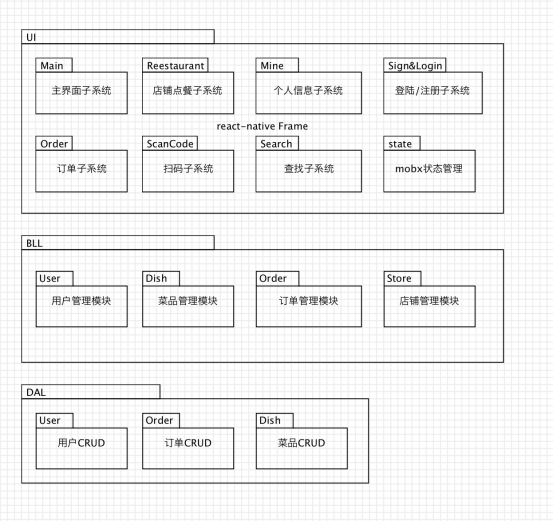 UI
Main
Reestaurant
Mine
Sign&Login
主界面子系统
店铺点餐子系统
个人信息子系统
登陆/注册子系统
react-native Frame
Order
ScanCode
Search
state
订单子系统
扫码子系统
查找子系统
mobx状态管理
BLL
User
Dish
Order
Store
用户管理模块
菜品管理模块
订单管理模块
店铺管理模块
DAL
User
Order
Dish
用户CRUD
订单CRUD
菜品CRUD